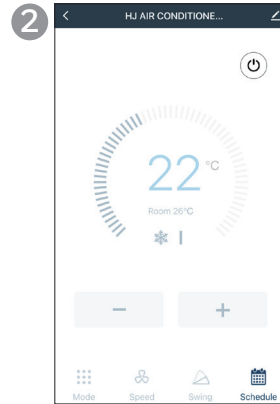 2
HJ AIR CONDITIONE...
22 °C
Room 26°C
− +
Mode Speed Swing Schedule